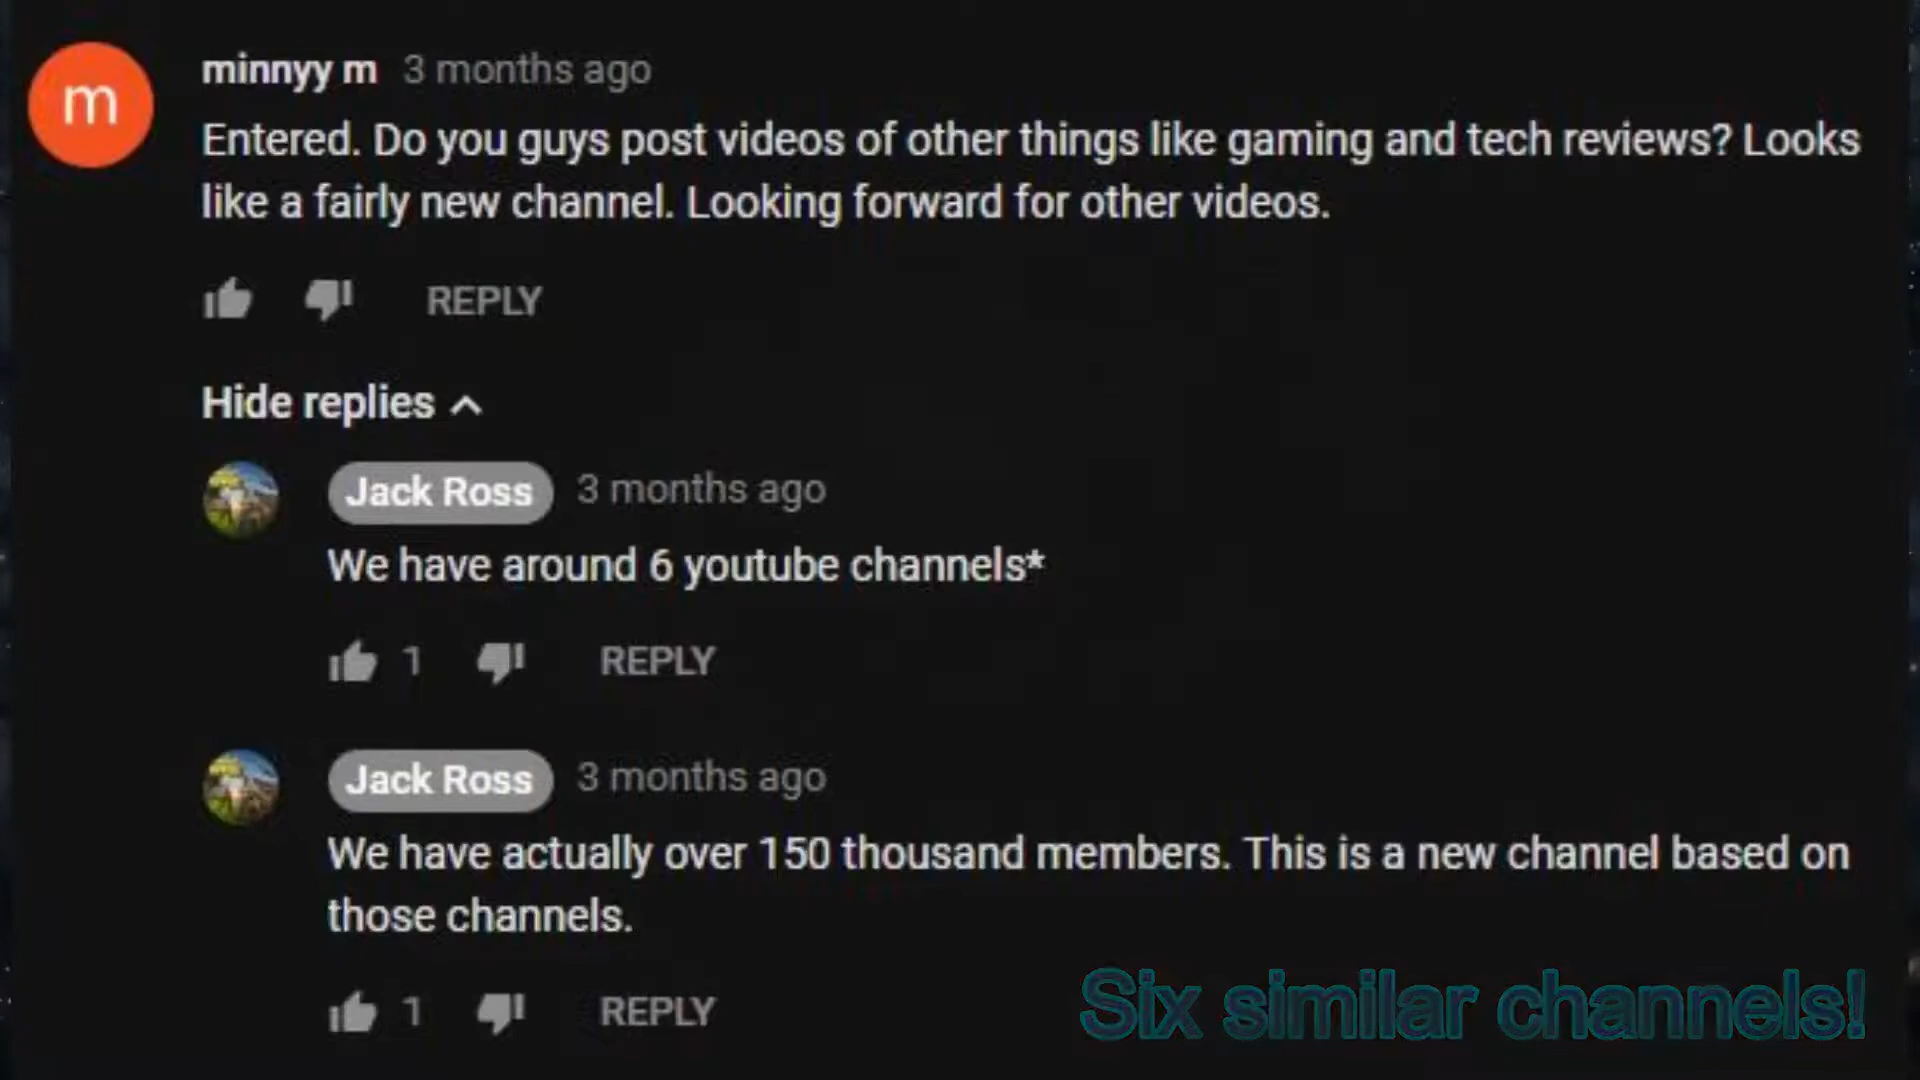 m
minnyy m 3 months ago
Entered. Do you guys post videos of other things like gaming and tech reviews? Looks
like a fairly new channel. Looking forward for other videos.
REPLY
Hide replies
Jack Ross 3 months ago
We have around 6 youtube channels*
1 REPLY
Jack Ross 3 months ago
We have actually over 150 thousand members. This is a new channel based on
those channels.
1 REPLY
Six similar channels!